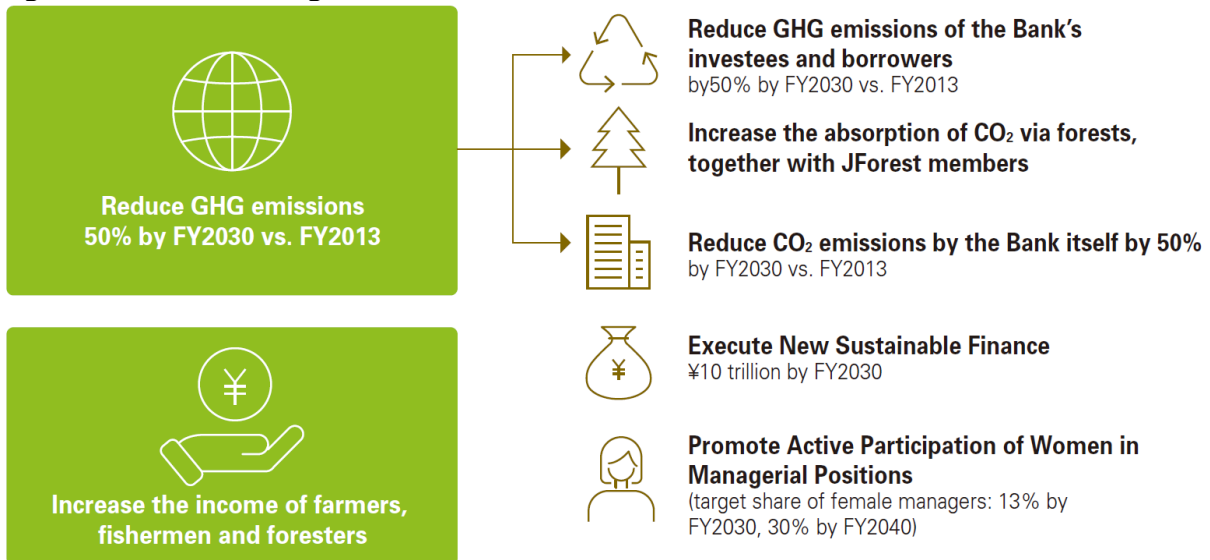 Reduce GHG emissions
50% by FY2030 vs. FY2013
Reduce GHG emissions of the Bank's
investees and borrowers
by50% by FY2030 vs. FY2013
Increase the absorption of CO₂ via forests,
together with JForest members
Reduce CO₂ emissions by the Bank itself by 50%
by FY2030 vs. FY2013
¥
Increase the income of farmers,
fishermen and foresters
¥
Execute New Sustainable Finance
¥10 trillion by FY2030
Promote Active Participation of Women in
Managerial Positions
(target share of female managers: 13% by
FY2030, 30% by FY2040)